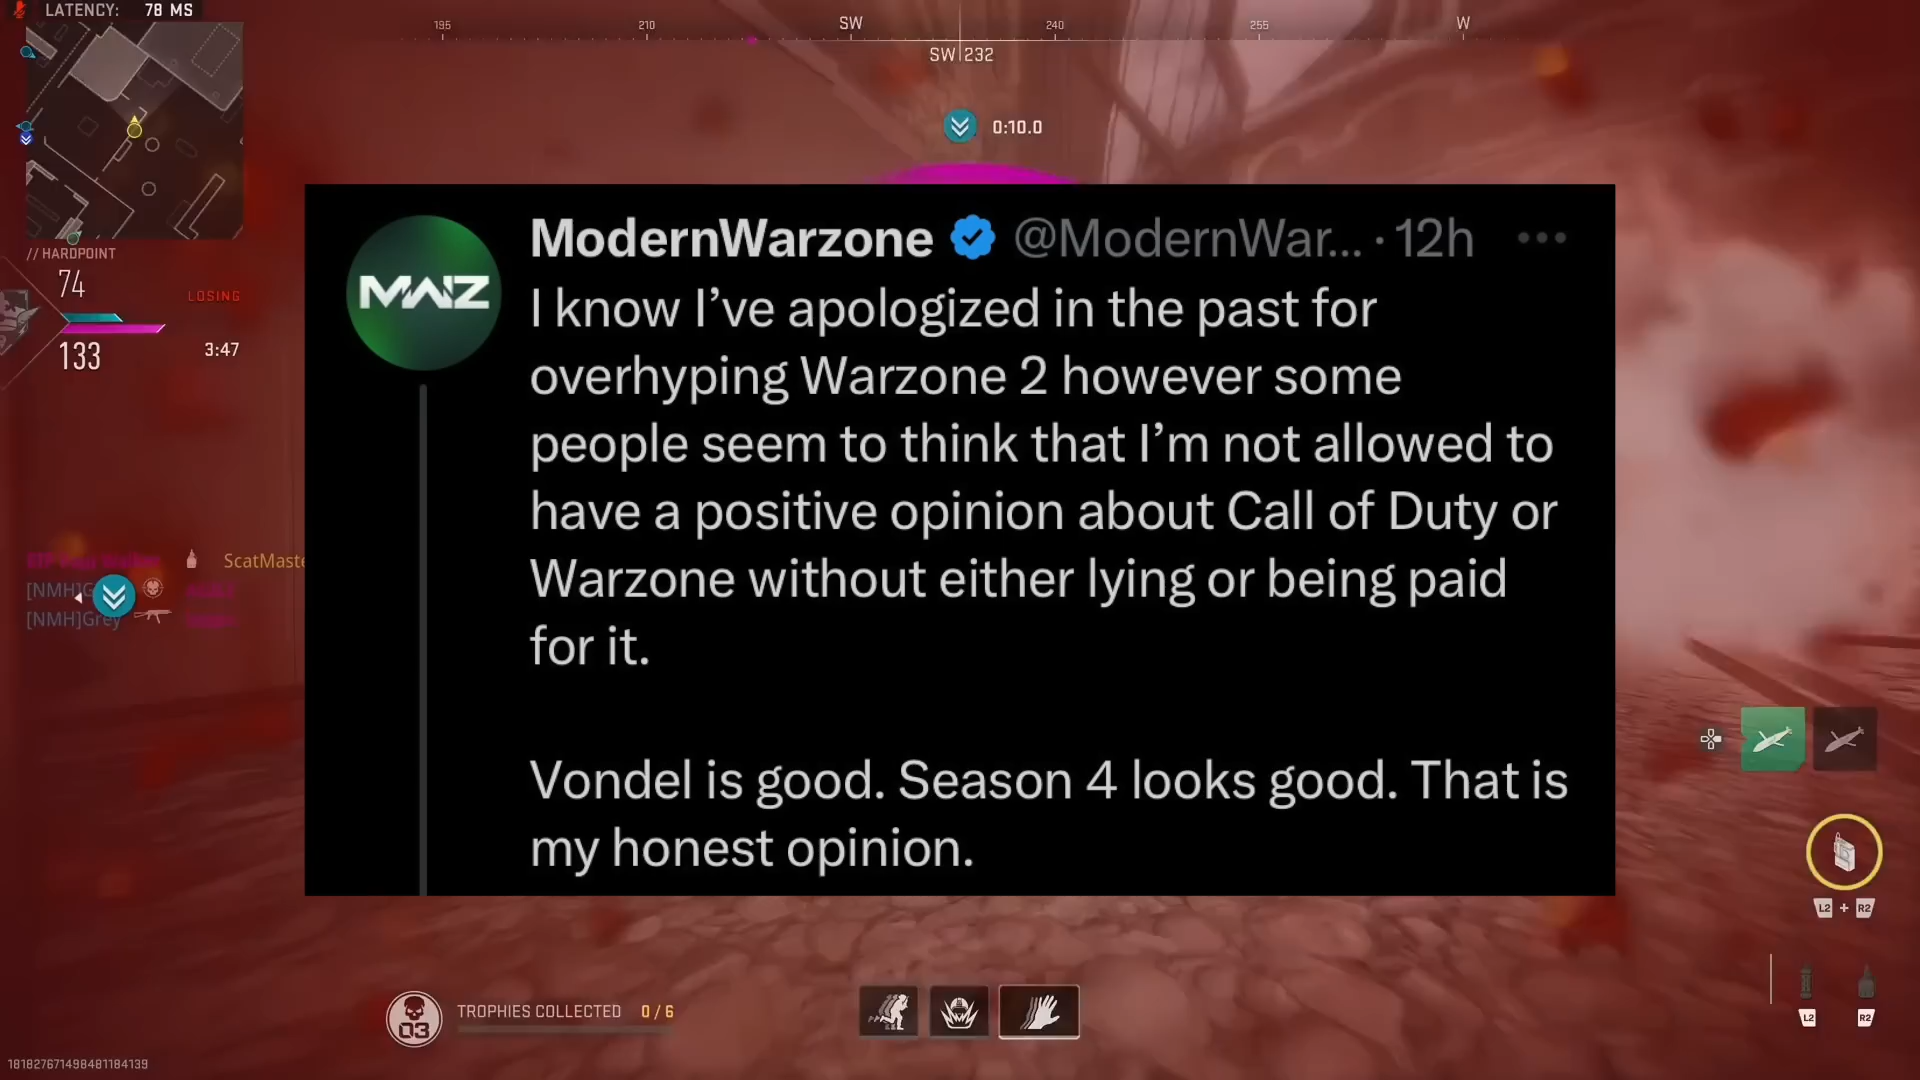 LATENCY: 78 MS
195 210 SW 240 255 W
SW 232
0:10.0
// HARDPOINT
74
LOSING
133
3:47
ModernWarzone @ModernWar... · 12h
MWZ
I know I’ve apologized in the past for
overhyping Warzone 2 however some
people seem to think that I’m not allowed to
have a positive opinion about Call of Duty or
Warzone without either lying or being paid
for it.
Vondel is good. Season 4 looks good. That is
my honest opinion.
ScatMaste
[NMH]G
[NMH]Grey
L2 + R2
L2 R2
03
TROPHIES COLLECTED 0 / 6